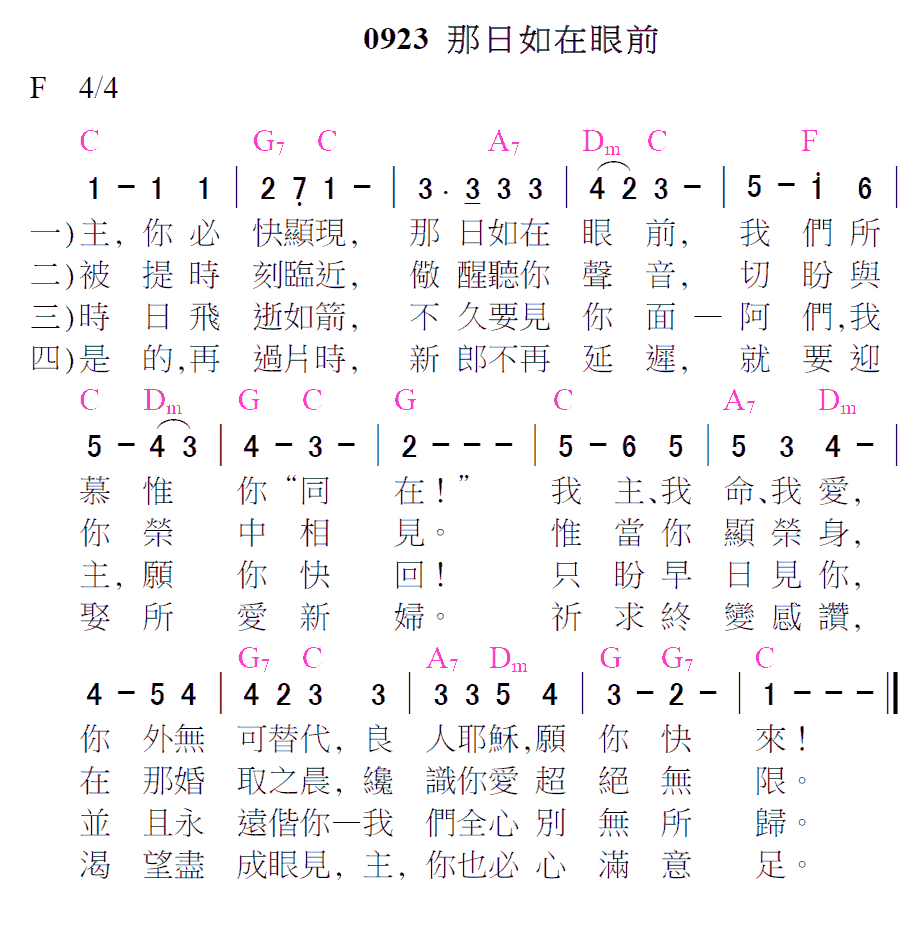 0923 那日如在眼前
F 4/4
C G7 C A7 Dm C F
1 - 1 1 | 2 7̣ 1 - | 3 · 3̲ 3 3 | 4 2 3 - | 5 - i 6 |
一)主, 你必 快顯現, 那 日如在 眼 前, 我 們 所
二)被 提時 刻臨近, 儆 醒聽你 聲 音, 切 盼 與
三)時 日飛 逝如箭, 不 久要見 你 面 — 阿 們,我
四)是 的,再 過片時, 新 郎不再 延 遲, 就 要 迎
C Dm G C G C A7 Dm
5 - 4 3 | 4 - 3 - | 2 - - - | 5 - 6 5 | 5 3 4 - |
慕 惟 你 “同 在!” 我 主、我 命、我 愛,
你 榮 中 相 見。 惟 當 你 顯 榮 身,
主, 願 你 快 回! 只 盼 早 日 見 你,
娶 所 愛 新 婦。 祈 求 終 變 感 讚,
G7 C A7 Dm G G7 C
4 - 5 4 | 4 2 3 3 | 3 3 5 4 | 3 - 2 - | 1 - - - ‖
你 外無 可替代, 良 人耶穌,願 你 快 來!
在 那婚 取之晨, 纔 識你愛 超 絕 無 限。
並 且永 遠偕你—我 們全心 別 無 所 歸。
渴 望盡 成眼見, 主, 你也必 心 滿 意 足。